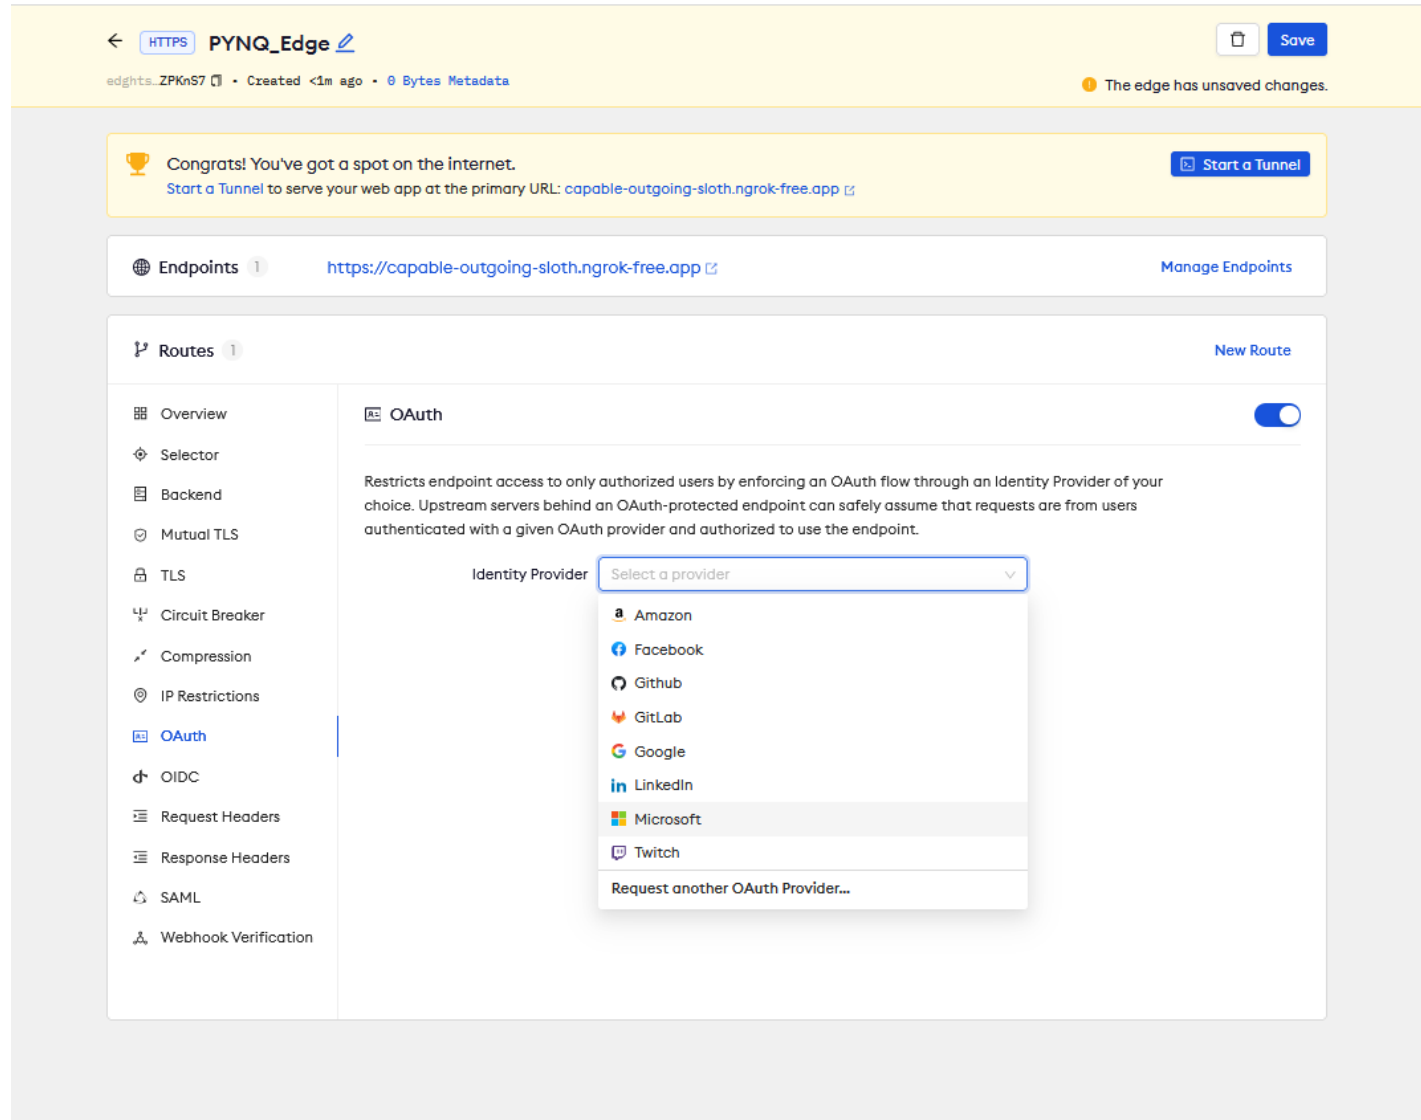 HTTPS PYNQ_Edge Save
edghts…ZPKnS7 • Created <1m ago • 0 Bytes Metadata
The edge has unsaved changes.
Congrats! You've got a spot on the internet.
Start a Tunnel to serve your web app at the primary URL: capable-outgoing-sloth.ngrok-free.app
Start a Tunnel
Endpoints 1 https://capable-outgoing-sloth.ngrok-free.app Manage Endpoints
Routes 1 New Route
Overview
Selector
Backend
Mutual TLS
TLS
Circuit Breaker
Compression
IP Restrictions
OAuth
OIDC
Request Headers
Response Headers
SAML
Webhook Verification
OAuth
Restricts endpoint access to only authorized users by enforcing an OAuth flow through an Identity Provider of your
choice. Upstream servers behind an OAuth-protected endpoint can safely assume that requests are from users
authenticated with a given OAuth provider and authorized to use the endpoint.
Identity Provider Select a provider
Amazon
Facebook
Github
GitLab
Google
LinkedIn
Microsoft
Twitch
Request another OAuth Provider...